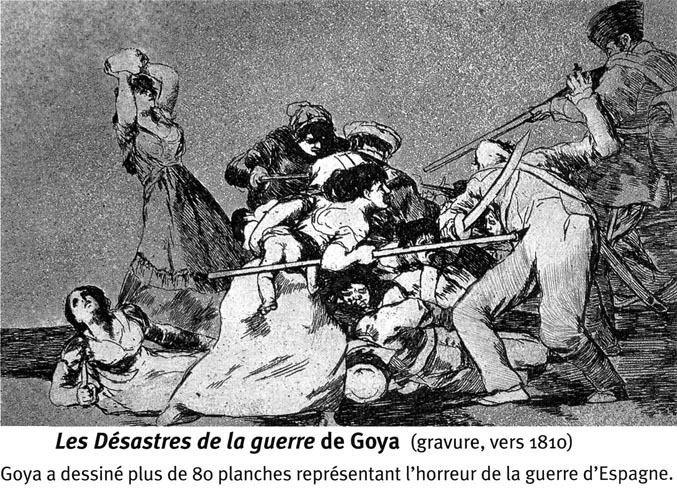 Les Désastres de la guerre de Goya (gravure, vers 1810)
Goya a dessiné plus de 80 planches représentant l'horreur de la guerre d'Espagne.